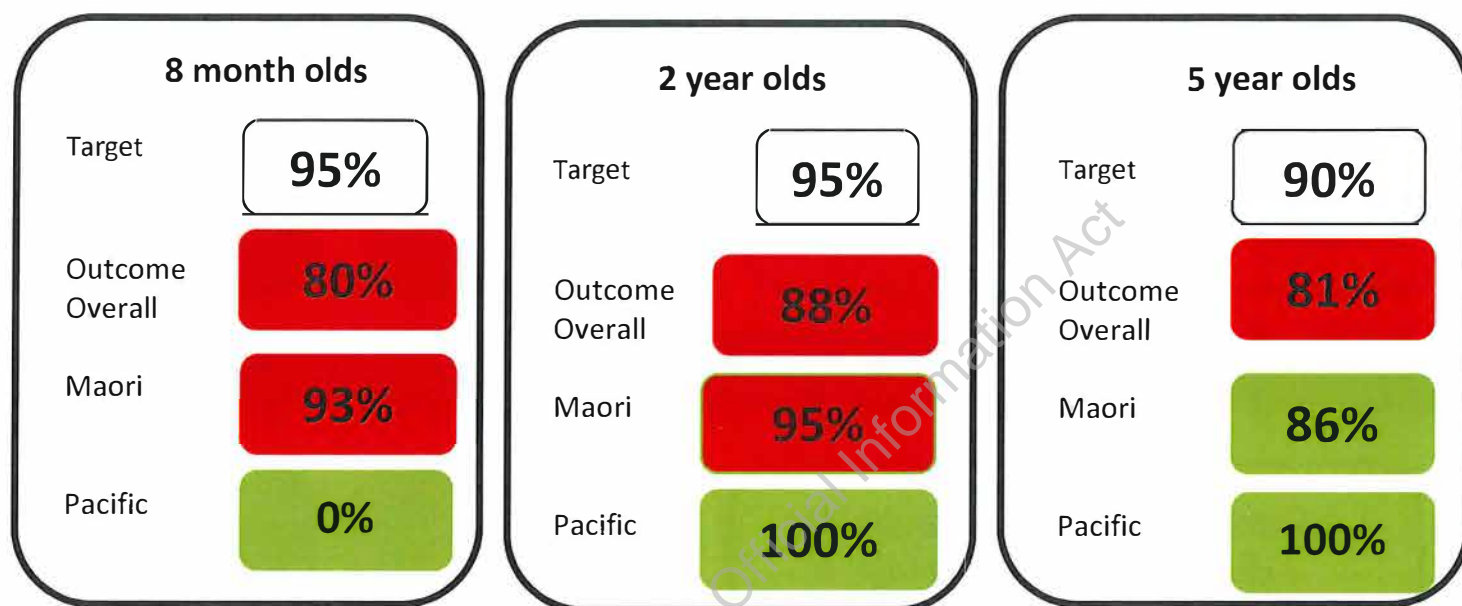 8 month olds
Target
95%
Outcome
Overall
80%
Maori
93%
Pacific
0%
2 year olds
Target
95%
Outcome
Overall
88%
Maori
95%
Pacific
100%
5 year olds
Target
90%
Outcome
Overall
81%
Maori
86%
Pacific
100%
Official Information Act